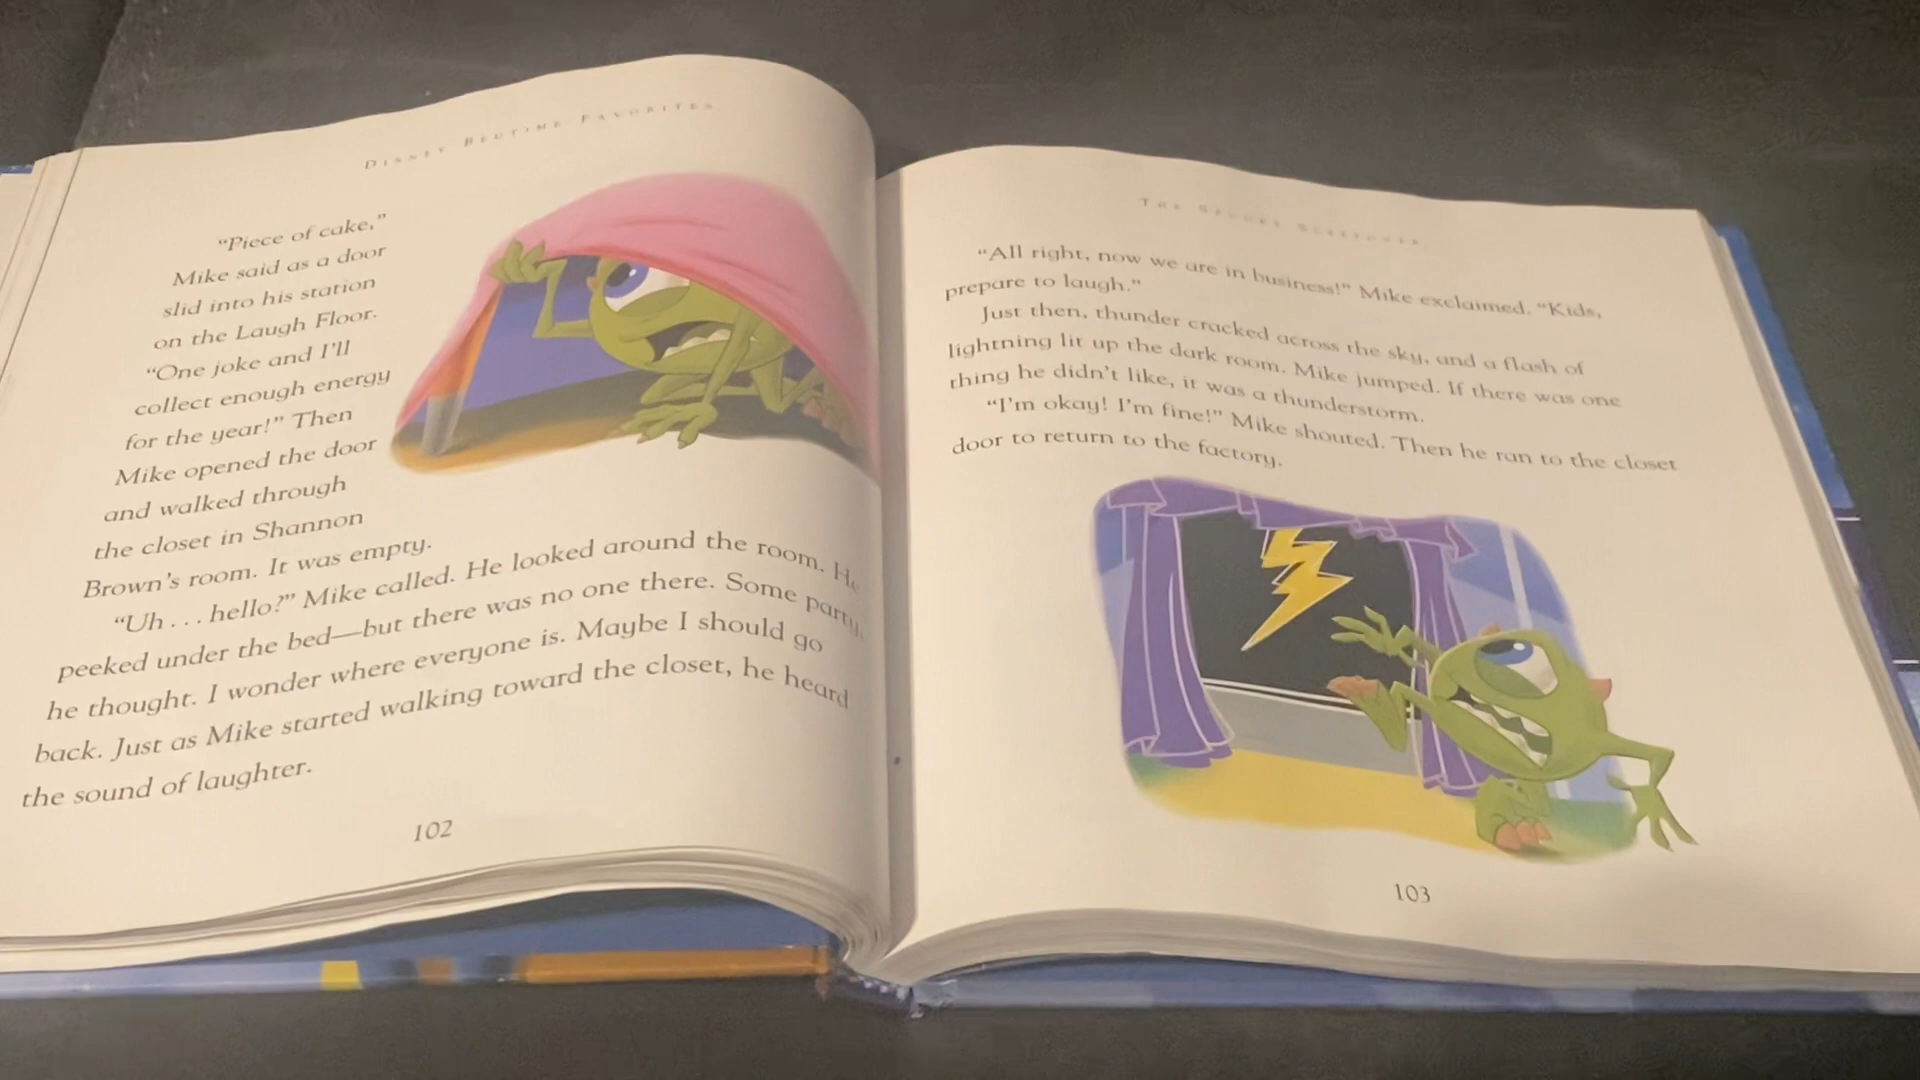 DISNEY BEDTIME FAVORITES
“Piece of cake,”
Mike said as a door
slid into his station
on the Laugh Floor.
“One joke and I’ll
collect enough energy
for the year!” Then
Mike opened the door
and walked through
the closet in Shannon
Brown’s room. It was empty.
“Uh . . . hello?” Mike called. He looked around the room. He
peeked under the bed—but there was no one there. Some party,
he thought. I wonder where everyone is. Maybe I should go
back. Just as Mike started walking toward the closet, he heard
the sound of laughter.
102
THE SPOOKY SLEEPOVER
“All right, now we are in business!” Mike exclaimed. “Kids,
prepare to laugh.”
Just then, thunder cracked across the sky, and a flash of
lightning lit up the dark room. Mike jumped. If there was one
thing he didn’t like, it was a thunderstorm.
“I’m okay! I’m fine!” Mike shouted. Then he ran to the closet
door to return to the factory.
103